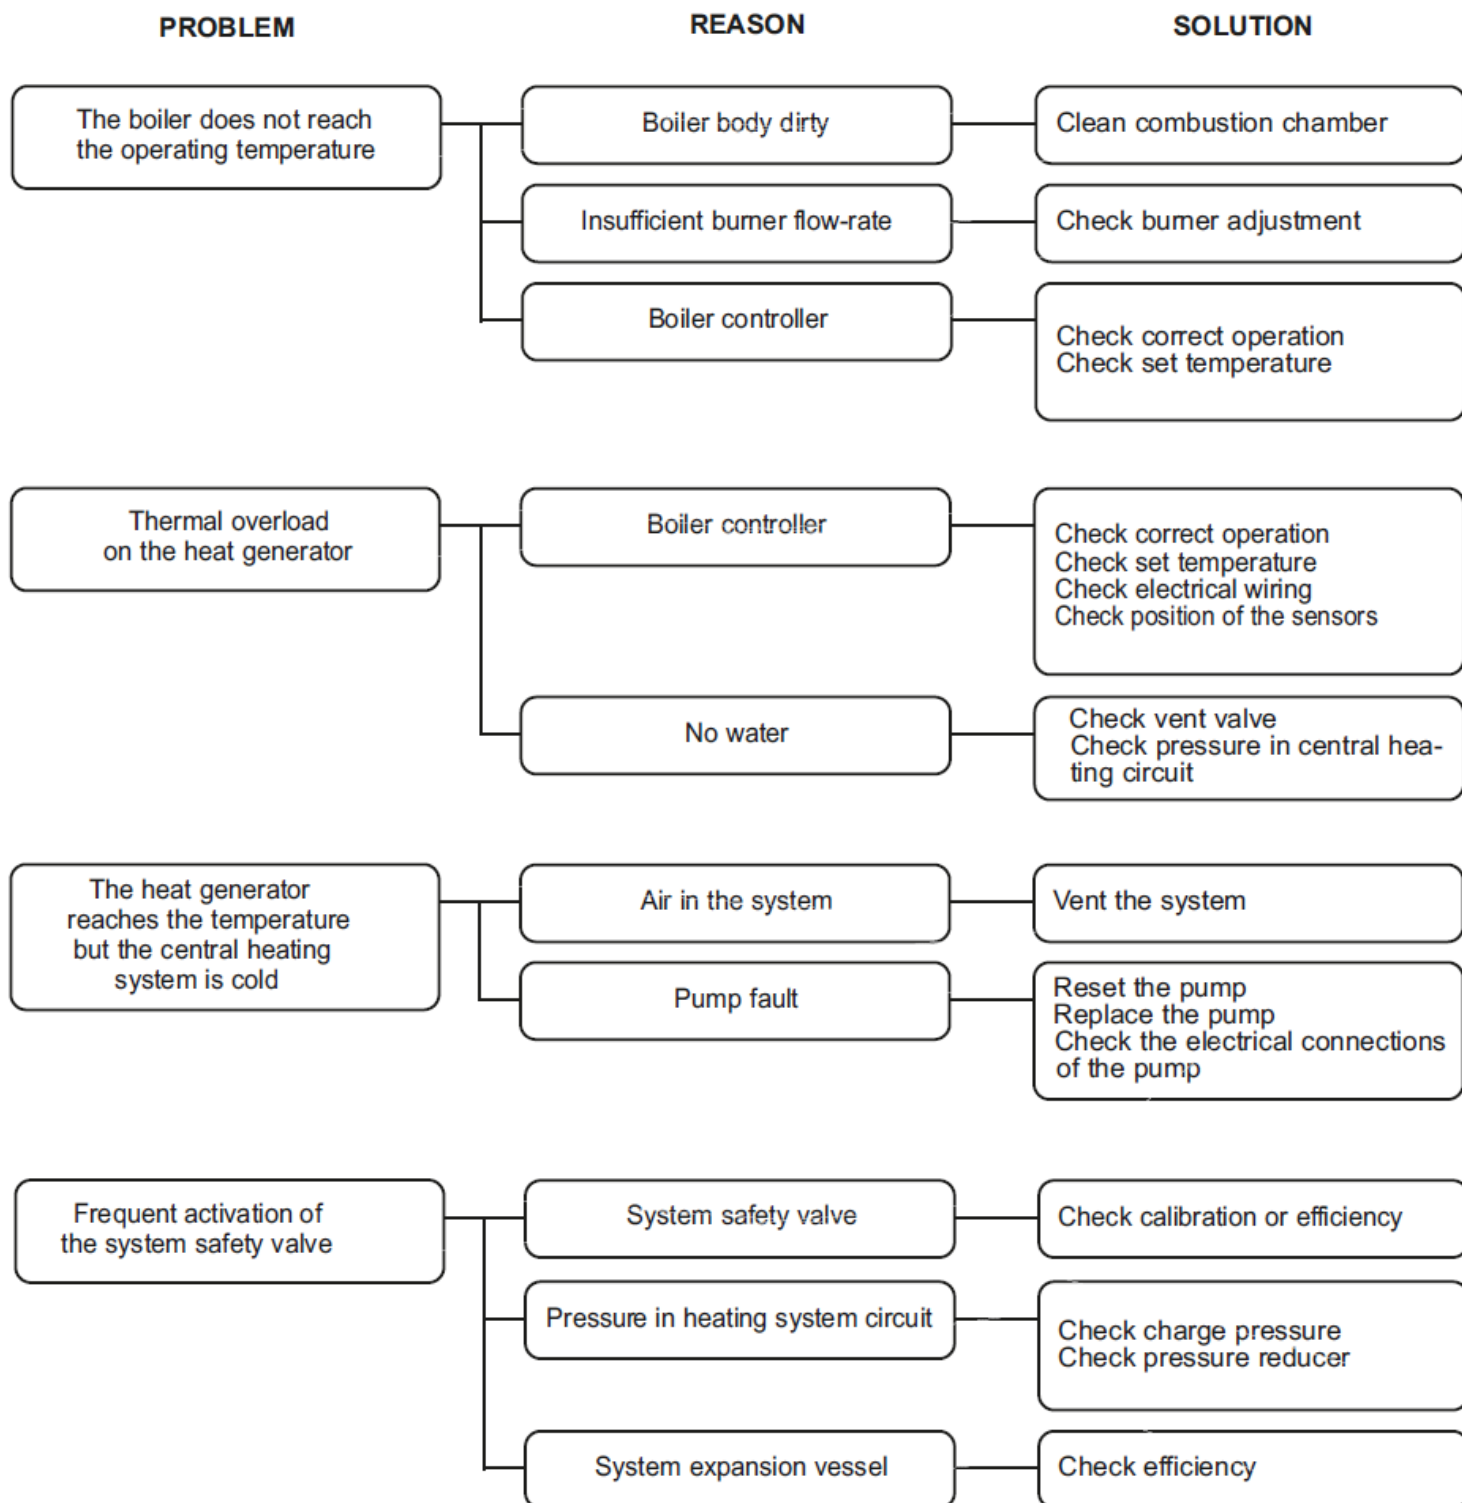 PROBLEM
REASON
SOLUTION
The boiler does not reach
the operating temperature
Boiler body dirty
Clean combustion chamber
Insufficient burner flow-rate
Check burner adjustment
Boiler controller
Check correct operation
Check set temperature
Thermal overload
on the heat generator
Boiler controller
Check correct operation
Check set temperature
Check electrical wiring
Check position of the sensors
No water
Check vent valve
Check pressure in central hea-
ting circuit
The heat generator
reaches the temperature
but the central heating
system is cold
Air in the system
Vent the system
Pump fault
Reset the pump
Replace the pump
Check the electrical connections
of the pump
Frequent activation of
the system safety valve
System safety valve
Check calibration or efficiency
Pressure in heating system circuit
Check charge pressure
Check pressure reducer
System expansion vessel
Check efficiency